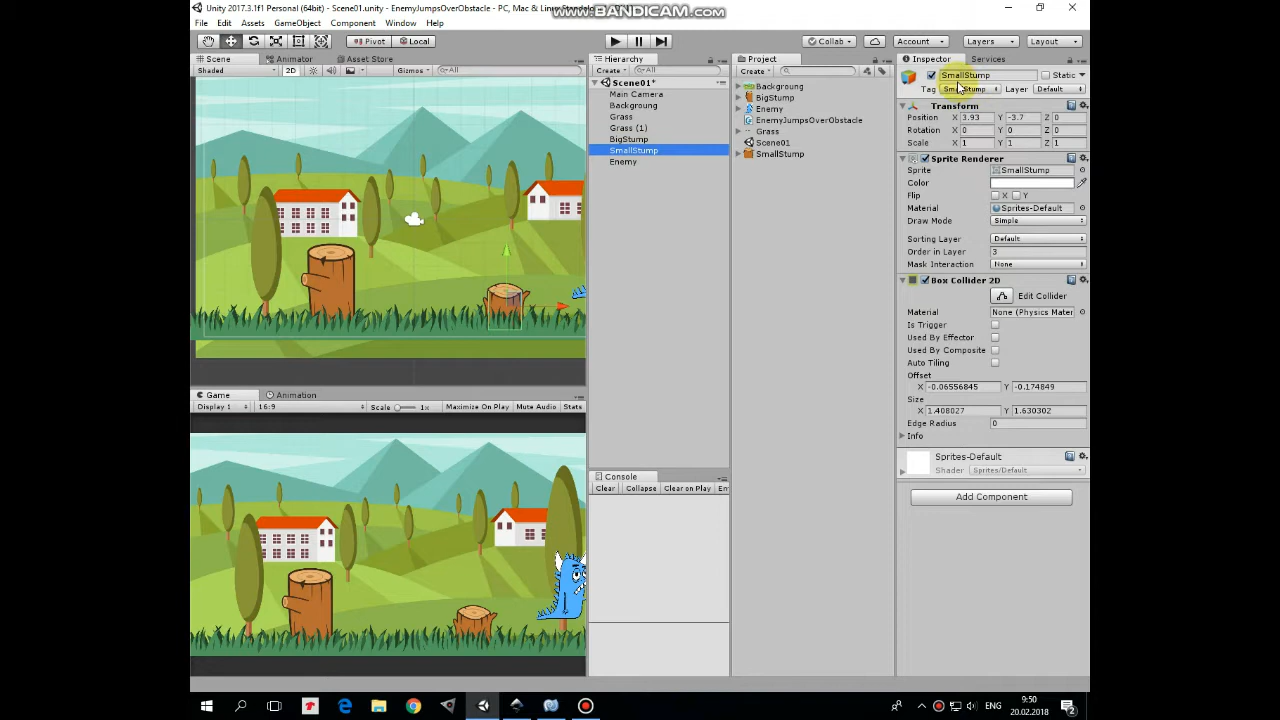 Unity 2017.3.1f1 Personal (64bit) - Scene01.unity - EnemyJumpsOverObstacle - PC, Mac & Linux Standalone
www.BANDICAM.com
File Edit Assets GameObject Component Window Help
Pivot Local Collab Account Layers Layout
Scene Animator Asset Store
Shaded 2D Gizmos All
Hierarchy
Create All
Scene01*
Main Camera
Background
Grass
Grass (1)
BigStump
SmallStump
Enemy
Project
Create
Background
BigStump
Enemy
EnemyJumpsOverObstacle
Grass
Scene01
SmallStump
Inspector Services
SmallStump Static
Tag SmallStump Layer Default
Transform
Position X 3.93 Y -3.7 Z 0
Rotation X 0 Y 0 Z 0
Scale X 1 Y 1 Z 1
Sprite Renderer
Sprite SmallStump
Color
Flip X Y
Material Sprites-Default
Draw Mode Simple
Sorting Layer Default
Order in Layer 3
Mask Interaction None
Box Collider 2D
Edit Collider
Material None (Physics Mater
Is Trigger
Used By Effector
Used By Composite
Auto Tiling
Offset
X -0.06556845 Y -0.174849
Size
X 1.408027 Y 1.630302
Edge Radius 0
Info
Sprites-Default
Shader Sprites/Default
Add Component
Game Animation
Display 1 16:9 Scale 1x Maximize On Play Mute Audio Stats
Console
Clear Collapse Clear on Play
ENG
9:50
20.02.2018
2